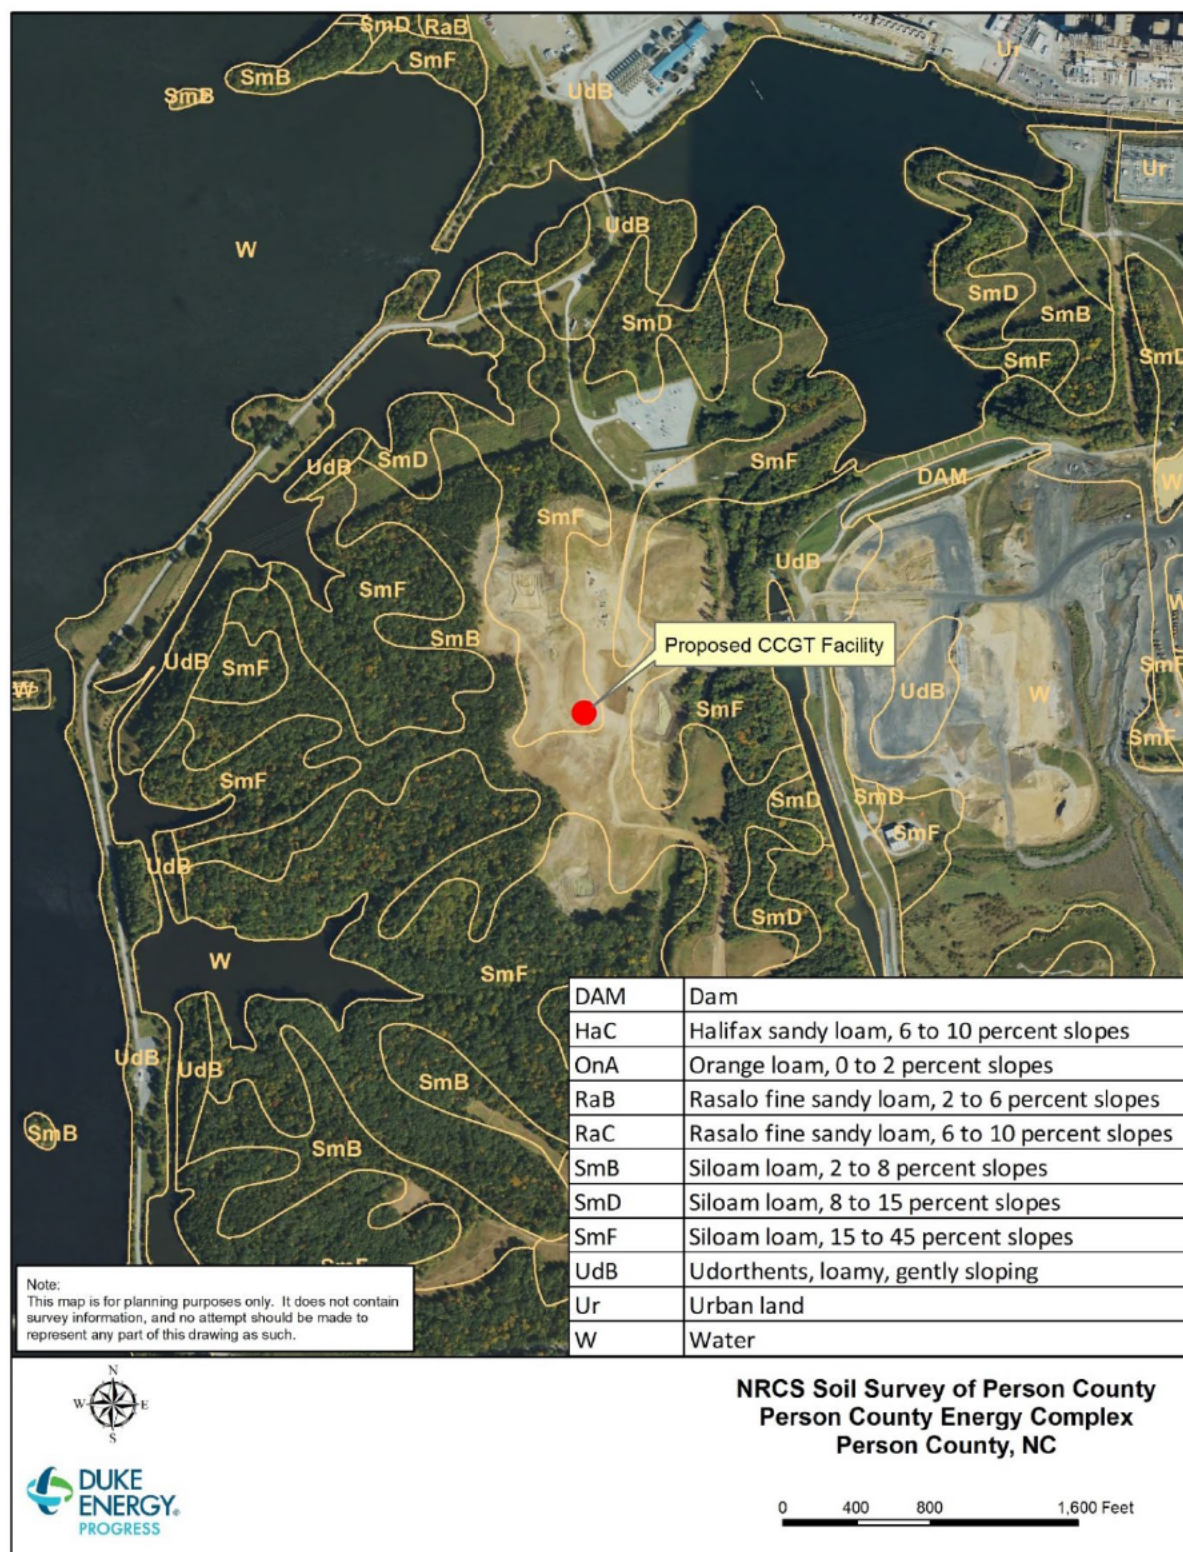 SmD RaB
Ur
SmF
SmB
SmB
UdB
Ur
UdB
W
SmD
SmD
SmB
SmF
SmD
SmF
UdB SmD
DAM
W
SmF
UdB
SmF
W
SmB
Proposed CCGT Facility
UdB
SmF
SmF
W
UdB
W
SmF
SmF
SmF
SmD
SmD
SmF
UdB
SmD
W
SmF
UdB
UdB
SmB
SmB
SmB
SmF
DAM Dam
HaC Halifax sandy loam, 6 to 10 percent slopes
OnA Orange loam, 0 to 2 percent slopes
RaB Rasalo fine sandy loam, 2 to 6 percent slopes
RaC Rasalo fine sandy loam, 6 to 10 percent slopes
SmB Siloam loam, 2 to 8 percent slopes
SmD Siloam loam, 8 to 15 percent slopes
SmF Siloam loam, 15 to 45 percent slopes
UdB Udorthents, loamy, gently sloping
Ur Urban land
W Water
Note:
This map is for planning purposes only. It does not contain
survey information, and no attempt should be made to
represent any part of this drawing as such.
N
W E
S
DUKE
ENERGY®
PROGRESS
NRCS Soil Survey of Person County
Person County Energy Complex
Person County, NC
0 400 800 1,600 Feet